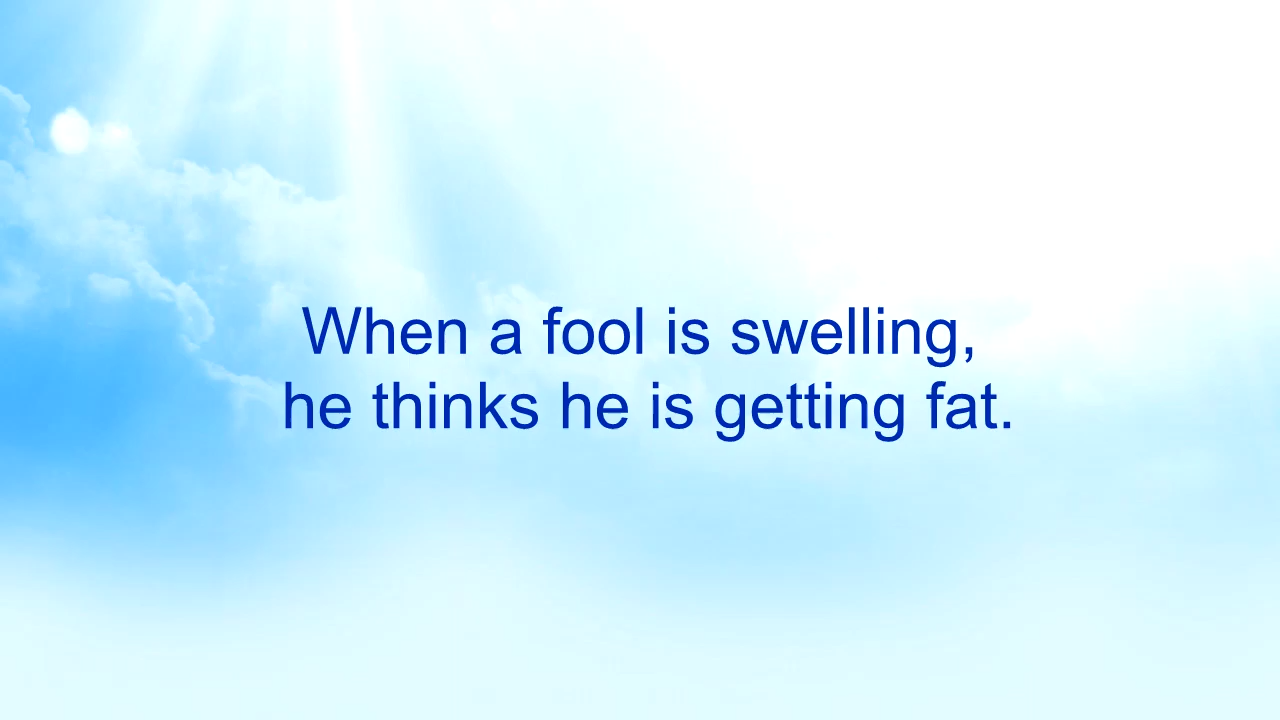 When a fool is swelling,
he thinks he is getting fat.